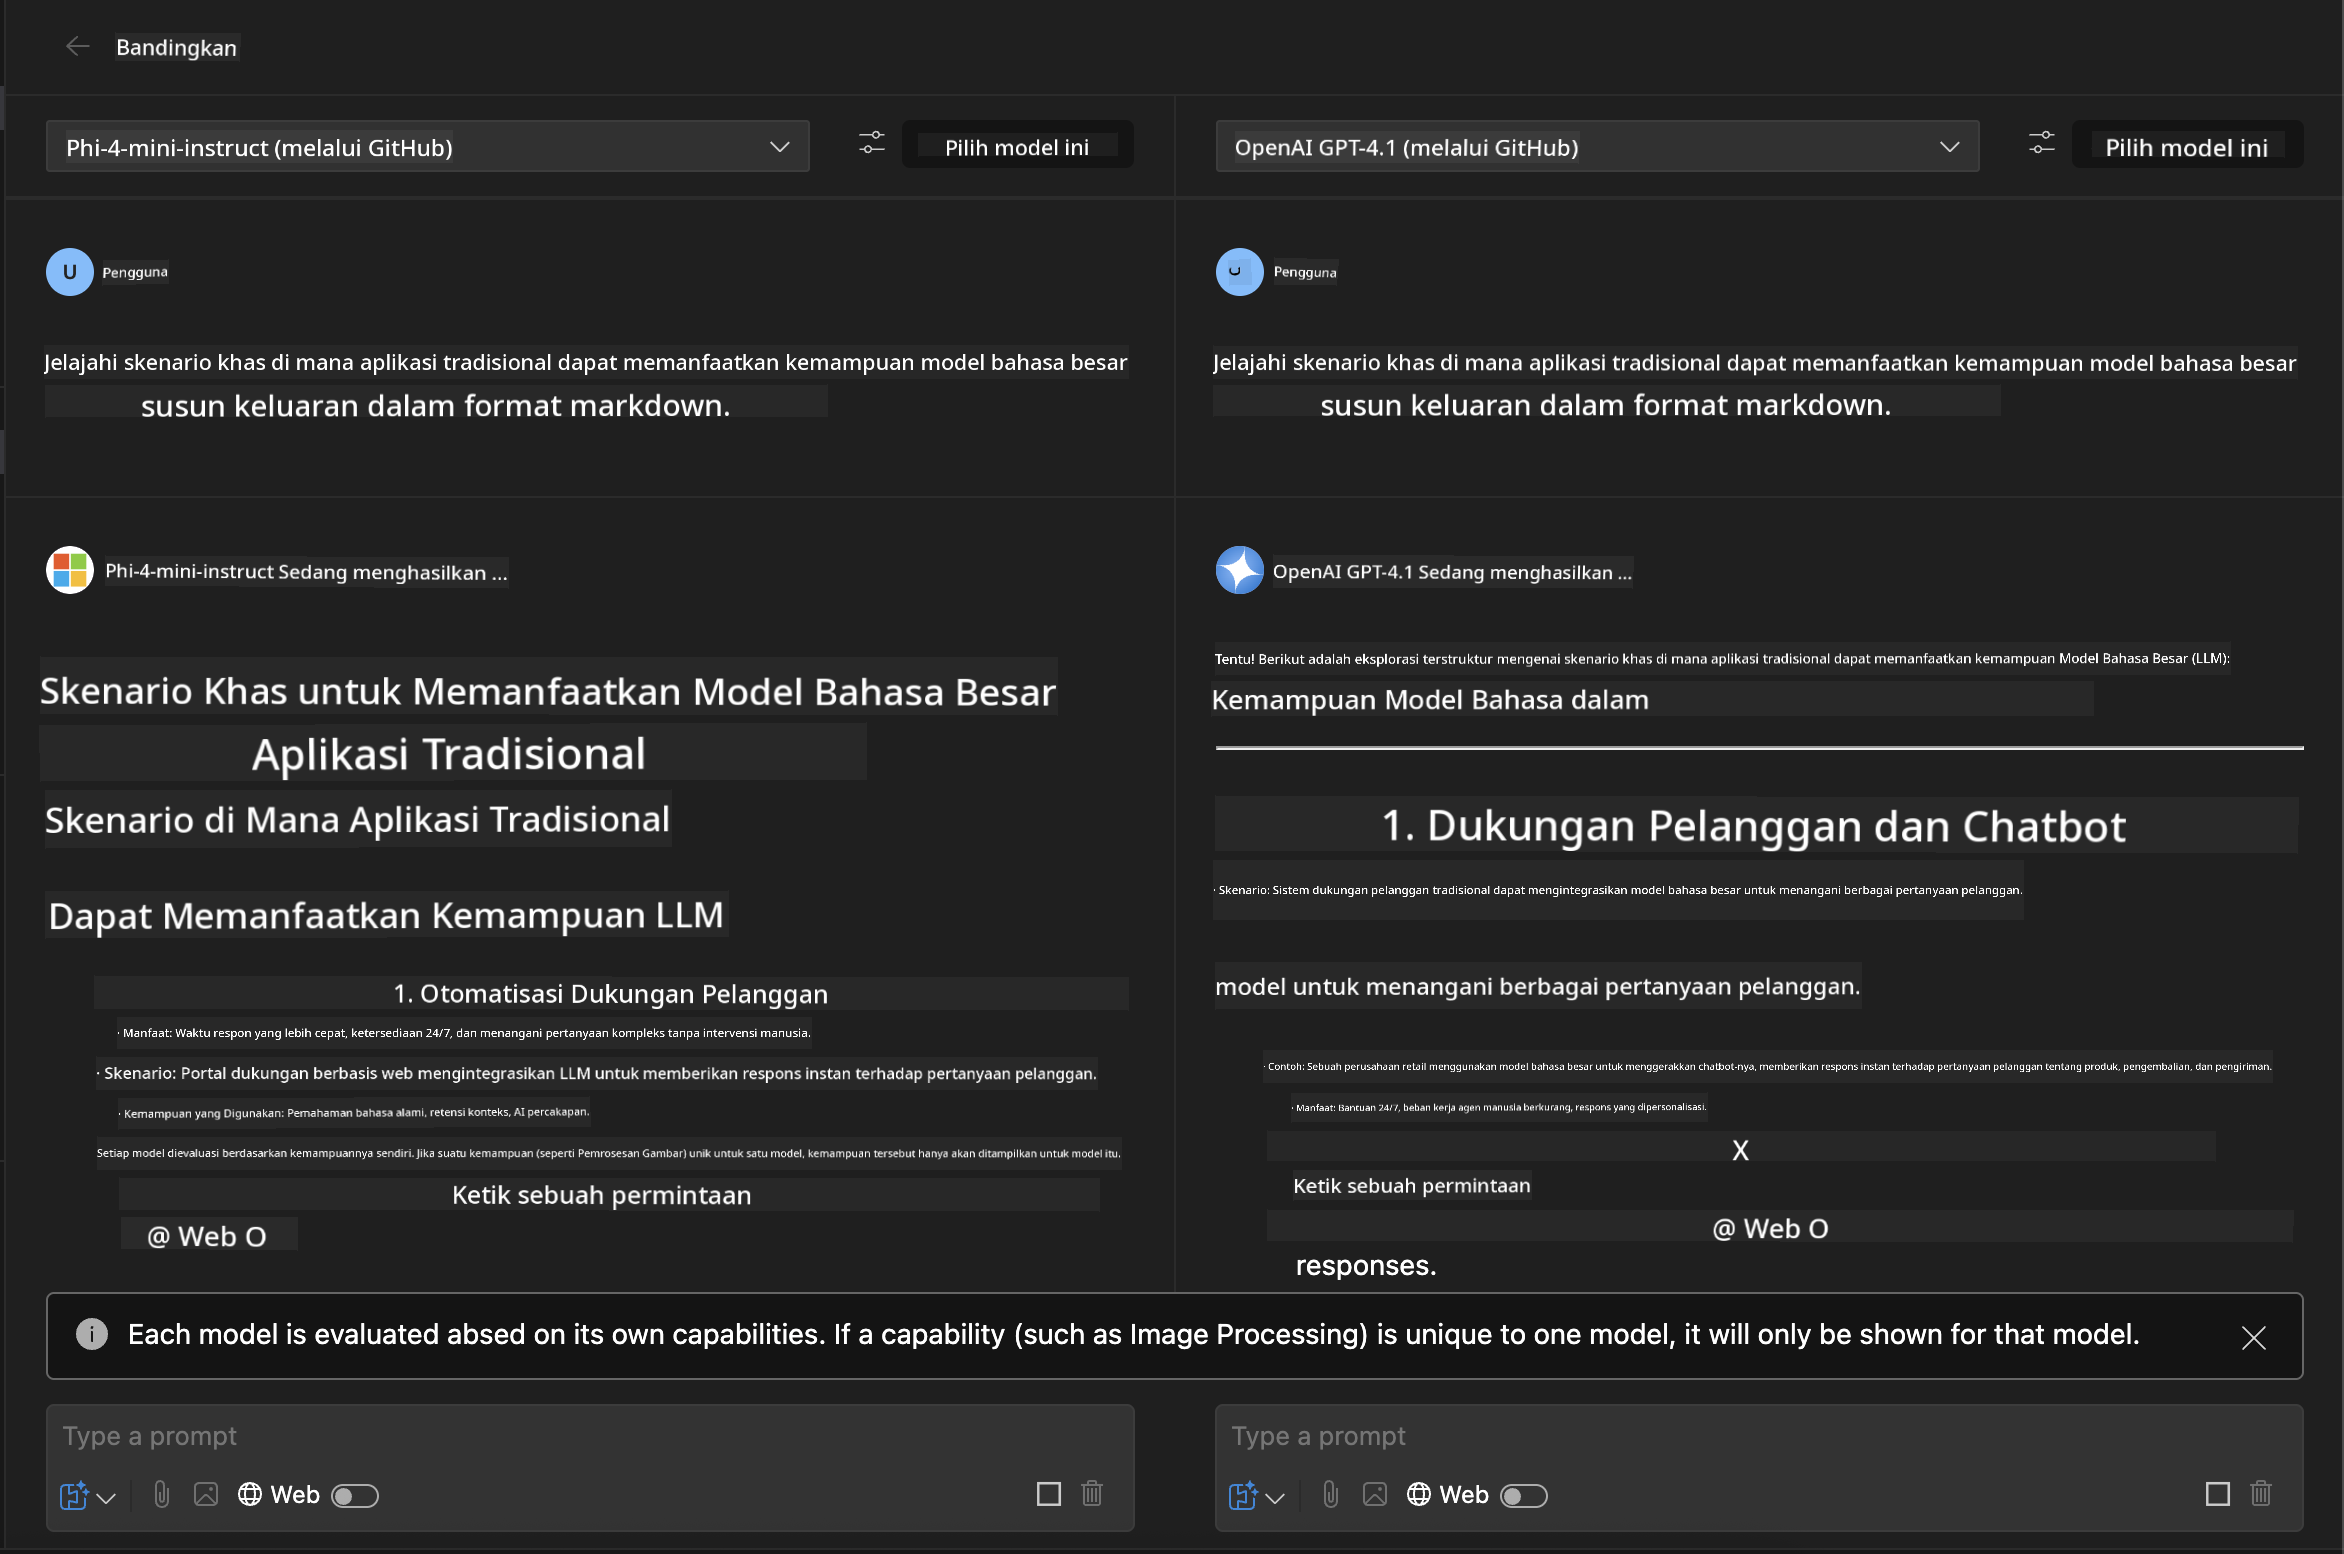 Bandingkan
Phi-4-mini-instruct (melalui GitHub)
Pilih model ini
OpenAI GPT-4.1 (melalui GitHub)
Pilih model ini
U
Pengguna
Jelajahi skenario khas di mana aplikasi tradisional dapat memanfaatkan kemampuan model bahasa besar
susun keluaran dalam format markdown.
Phi-4-mini-instruct Sedang menghasilkan ...
Skenario Khas untuk Memanfaatkan Model Bahasa Besar
Aplikasi Tradisional
Skenario di Mana Aplikasi Tradisional
Dapat Memanfaatkan Kemampuan LLM
1. Otomatisasi Dukungan Pelanggan
· Manfaat: Waktu respon yang lebih cepat, ketersediaan 24/7, dan menangani pertanyaan kompleks tanpa intervensi manusia.
· Skenario: Portal dukungan berbasis web mengintegrasikan LLM untuk memberikan respons instan terhadap pertanyaan pelanggan.
· Kemampuan yang Digunakan: Pemahaman bahasa alami, retensi konteks, AI percakapan.
Setiap model dievaluasi berdasarkan kemampuannya sendiri. Jika suatu kemampuan (seperti Pemrosesan Gambar) unik untuk satu model, kemampuan tersebut hanya akan ditampilkan untuk model itu.
Ketik sebuah permintaan
@ Web O
U
Pengguna
Jelajahi skenario khas di mana aplikasi tradisional dapat memanfaatkan kemampuan model bahasa besar
susun keluaran dalam format markdown.
OpenAI GPT-4.1 Sedang menghasilkan ...
Tentu! Berikut adalah eksplorasi terstruktur mengenai skenario khas di mana aplikasi tradisional dapat memanfaatkan kemampuan Model Bahasa Besar (LLM):
Kemampuan Model Bahasa dalam
1. Dukungan Pelanggan dan Chatbot
· Skenario: Sistem dukungan pelanggan tradisional dapat mengintegrasikan model bahasa besar untuk menangani berbagai pertanyaan pelanggan.
model untuk menangani berbagai pertanyaan pelanggan.
· Contoh: Sebuah perusahaan retail menggunakan model bahasa besar untuk menggerakkan chatbot-nya, memberikan respons instan terhadap pertanyaan pelanggan tentang produk, pengembalian, dan pengiriman.
· Manfaat: Bantuan 24/7, beban kerja agen manusia berkurang, respons yang dipersonalisasi.
X
Ketik sebuah permintaan
@ Web O
responses.
Each model is evaluated absed on its own capabilities. If a capability (such as Image Processing) is unique to one model, it will only be shown for that model.
Type a prompt
Web
Type a prompt
Web